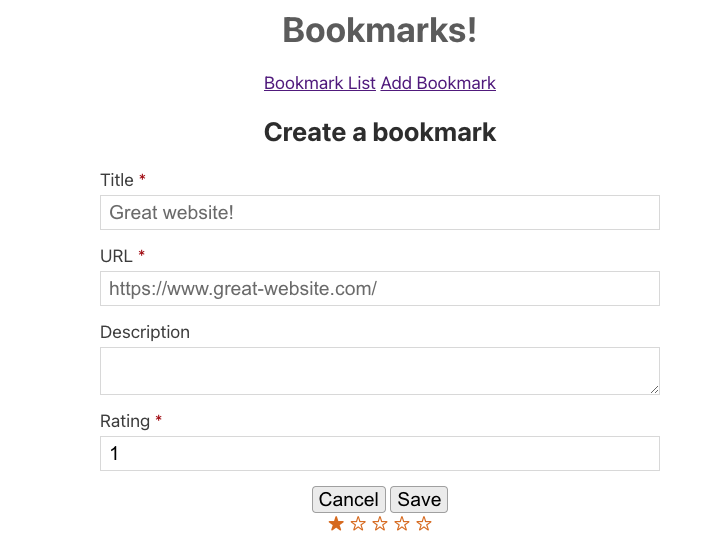 Bookmarks!
Bookmark List Add Bookmark
Create a bookmark
Title *
Great website!
URL *
https://www.great-website.com/
Description
Rating *
1
Cancel Save